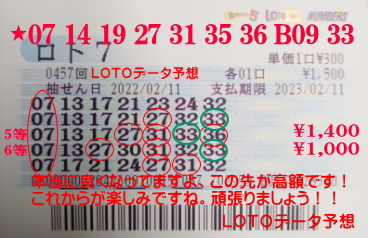 ★07 14 19 27 31 35 36 B09 33
LOTO NUMBERS
ロト7 単価1口¥300
0457回 LOTOデータ予想 各01口 ¥1,500
抽せん日 2022/02/11 支払期限 2023/02/11
07 13 17 21 23 24 32
07 13 17 21 27 32 33
5等 07 13 27 31 33 36 ¥1,400
6等 07 13 27 30 31 33 ¥1,000
07 17 21 24 27 31 32
本当に良くなってますよ、この先が高額です!
これからが楽しみですね。頑張りましょう!!
LOTOデータ予想